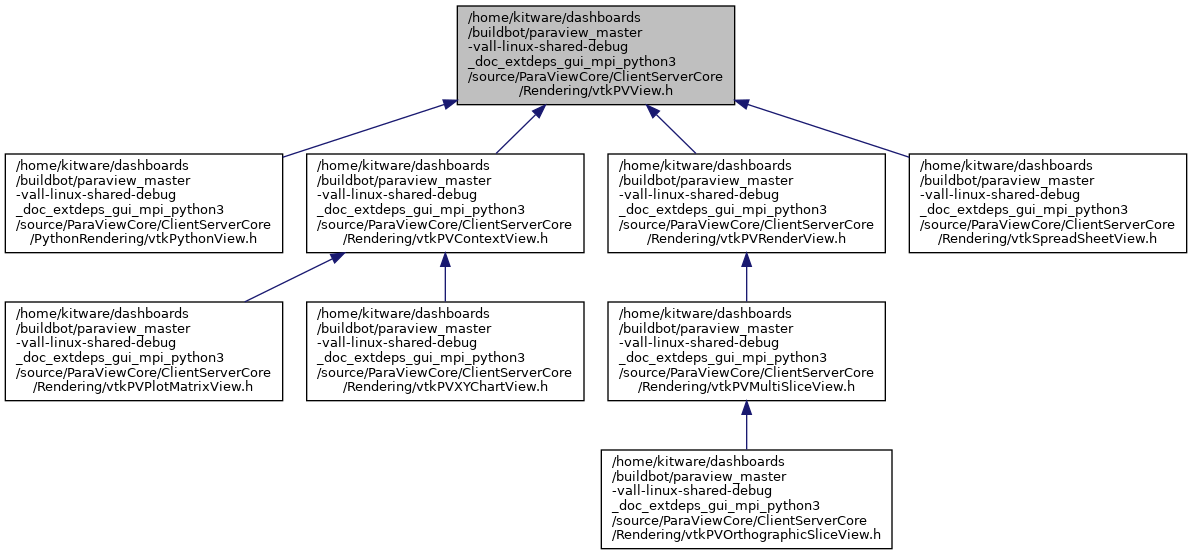 /home/kitware/dashboards
/buildbot/paraview_master
-vall-linux-shared-debug
_doc_extdeps_gui_mpi_python3
/source/ParaViewCore/ClientServerCore
/Rendering/vtkPVView.h
/home/kitware/dashboards
/buildbot/paraview_master
-vall-linux-shared-debug
_doc_extdeps_gui_mpi_python3
/source/ParaViewCore/ClientServerCore
/PythonRendering/vtkPythonView.h
/home/kitware/dashboards
/buildbot/paraview_master
-vall-linux-shared-debug
_doc_extdeps_gui_mpi_python3
/source/ParaViewCore/ClientServerCore
/Rendering/vtkPVContextView.h
/home/kitware/dashboards
/buildbot/paraview_master
-vall-linux-shared-debug
_doc_extdeps_gui_mpi_python3
/source/ParaViewCore/ClientServerCore
/Rendering/vtkPVRenderView.h
/home/kitware/dashboards
/buildbot/paraview_master
-vall-linux-shared-debug
_doc_extdeps_gui_mpi_python3
/source/ParaViewCore/ClientServerCore
/Rendering/vtkSpreadSheetView.h
/home/kitware/dashboards
/buildbot/paraview_master
-vall-linux-shared-debug
_doc_extdeps_gui_mpi_python3
/source/ParaViewCore/ClientServerCore
/Rendering/vtkPVPlotMatrixView.h
/home/kitware/dashboards
/buildbot/paraview_master
-vall-linux-shared-debug
_doc_extdeps_gui_mpi_python3
/source/ParaViewCore/ClientServerCore
/Rendering/vtkPVXYChartView.h
/home/kitware/dashboards
/buildbot/paraview_master
-vall-linux-shared-debug
_doc_extdeps_gui_mpi_python3
/source/ParaViewCore/ClientServerCore
/Rendering/vtkPVMultiSliceView.h
/home/kitware/dashboards
/buildbot/paraview_master
-vall-linux-shared-debug
_doc_extdeps_gui_mpi_python3
/source/ParaViewCore/ClientServerCore
/Rendering/vtkPVOrthographicSliceView.h